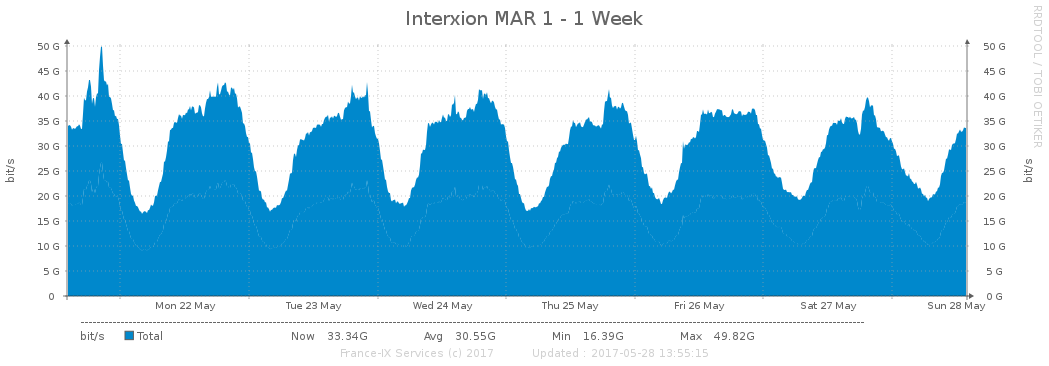 Interxion MAR 1 - 1 Week
RRDTOOL / TOBI OETIKER
50 G 50 G
45 G 45 G
40 G 40 G
35 G 35 G
30 G 30 G
25 G 25 G
20 G 20 G
15 G 15 G
10 G 10 G
5 G 5 G
0 0 G
bit/s bit/s
Mon 22 May Tue 23 May Wed 24 May Thu 25 May Fri 26 May Sat 27 May Sun 28 May
bit/s Total Now 33.34G Avg 30.55G Min 16.39G Max 49.82G
France-IX Services (c) 2017 Updated : 2017-05-28 13:55:15